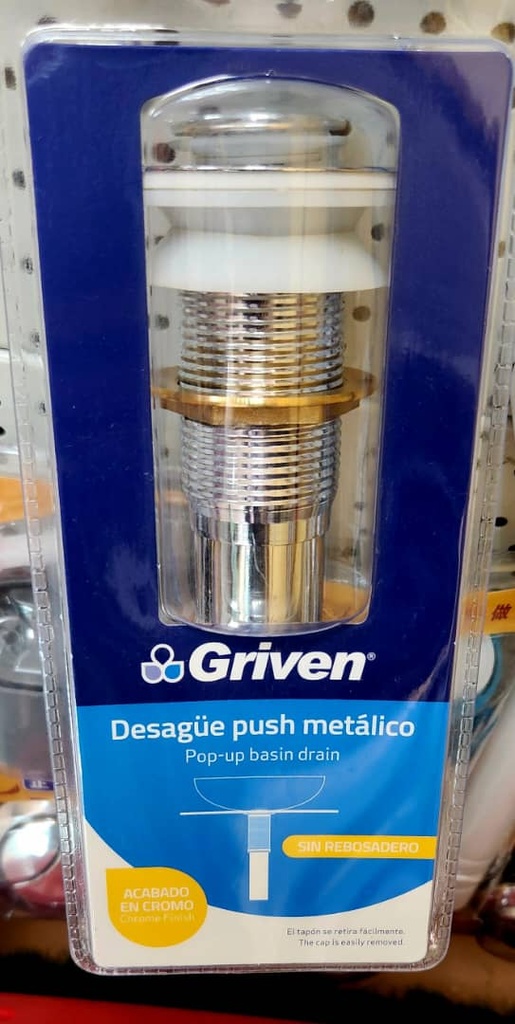 Griven®
Desagüe push metálico
Pop-up basin drain
SIN REBOSADERO
ACABADO
EN CROMO
Chrome Finish
El tapón se retira fácilmente.
The cap is easily removed.